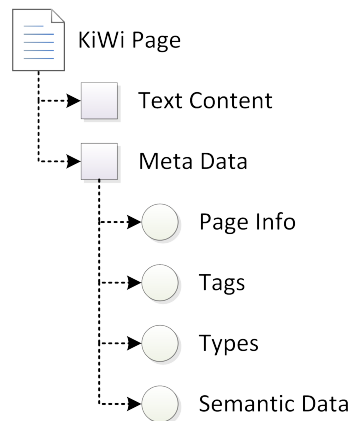 KiWi Page
Text Content
Meta Data
Page Info
Tags
Types
Semantic Data